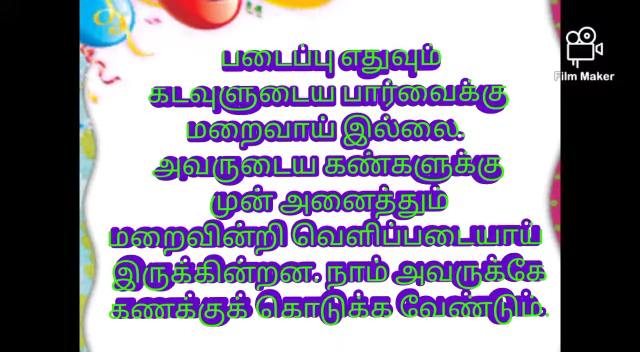 படைப்பு எதுவும்
கடவுளுடைய பார்வைக்கு
மறைவாய் இல்லை.
அவருடைய கண்களுக்கு
முன் அனைத்தும்
மறைவின்றி வெளிப்படையாய்
இருக்கின்றன. நாம் அவருக்கே
கணக்குக் கொடுக்க வேண்டும்.
Film Maker